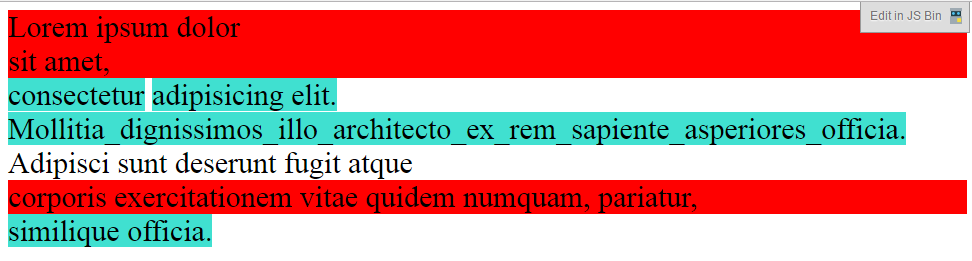 Lorem ipsum dolor
Edit in JS Bin
sit amet,
consectetur adipisicing elit.
Mollitia_dignissimos_illo_architecto_ex_rem_sapiente_asperiores_officia.
Adipisci sunt deserunt fugit atque
corporis exercitationem vitae quidem numquam, pariatur,
similique officia.